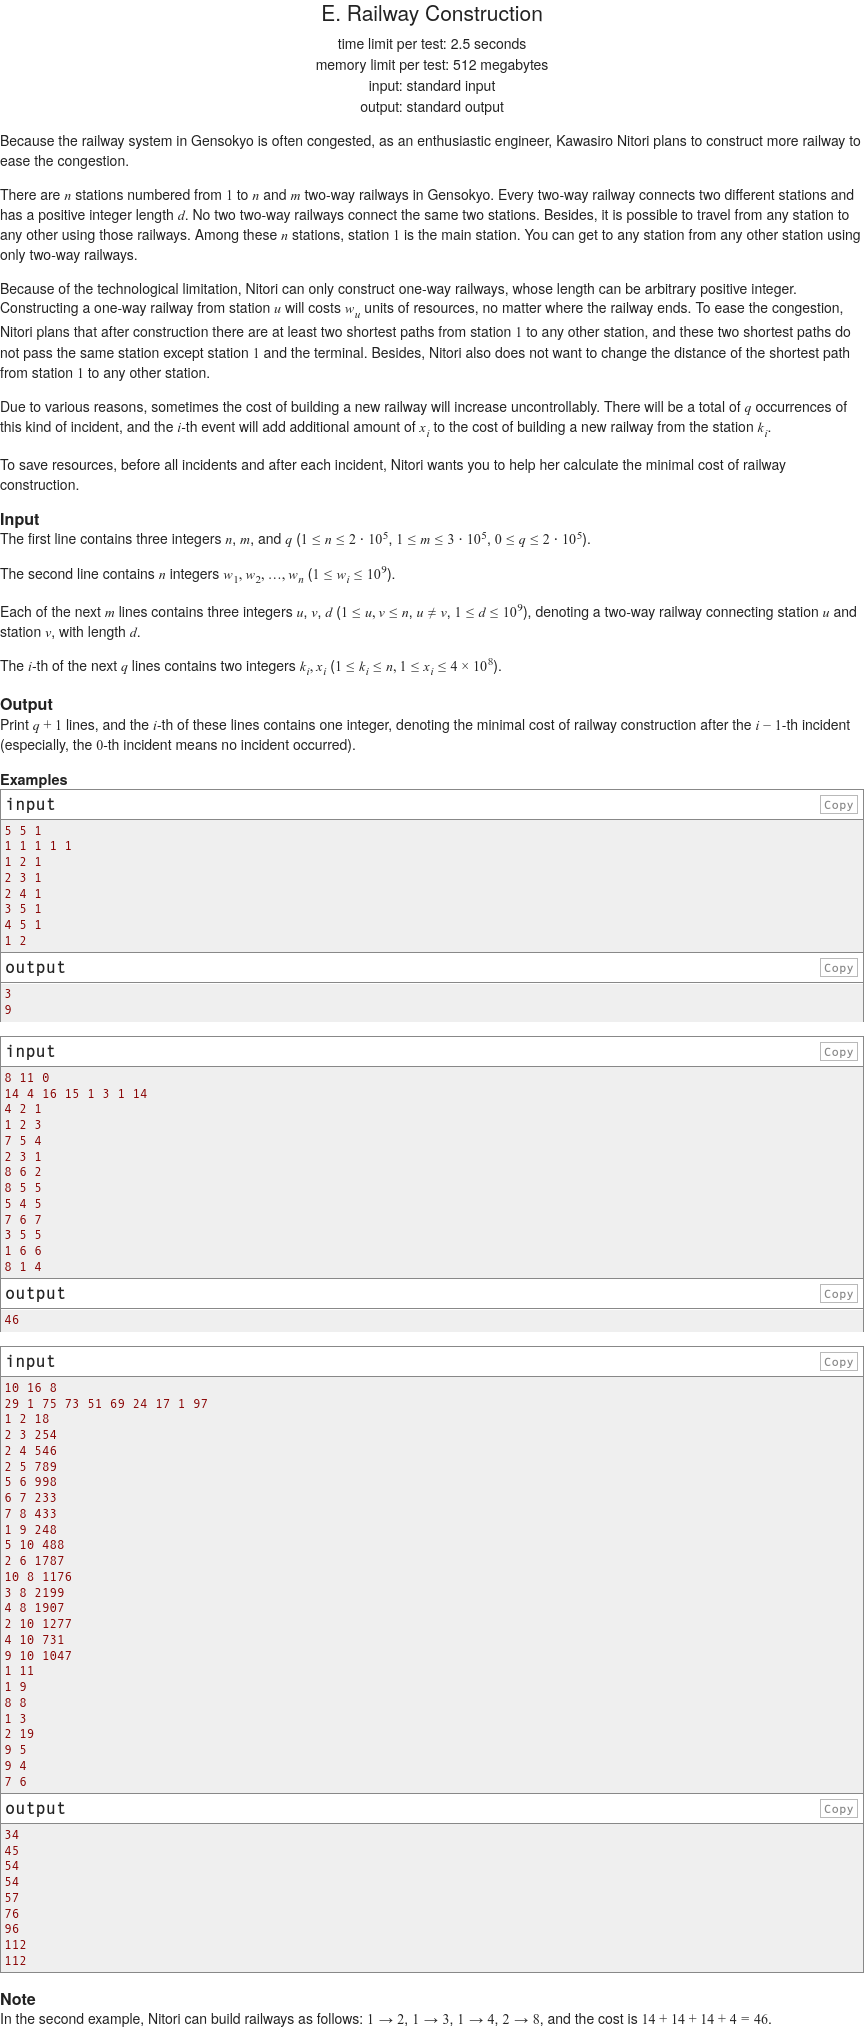 E. Railway Construction
time limit per test: 2.5 seconds
memory limit per test: 512 megabytes
input: standard input
output: standard output
Because the railway system in Gensokyo is often congested, as an enthusiastic engineer, Kawasiro Nitori plans to construct more railway to
ease the congestion.
There are n stations numbered from 1 to n and m two-way railways in Gensokyo. Every two-way railway connects two different stations and
has a positive integer length d. No two two-way railways connect the same two stations. Besides, it is possible to travel from any station to
any other using those railways. Among these n stations, station 1 is the main station. You can get to any station from any other station using
only two-way railways.
Because of the technological limitation, Nitori can only construct one-way railways, whose length can be arbitrary positive integer.
Constructing a one-way railway from station u will costs w_u units of resources, no matter where the railway ends. To ease the congestion,
Nitori plans that after construction there are at least two shortest paths from station 1 to any other station, and these two shortest paths do
not pass the same station except station 1 and the terminal. Besides, Nitori also does not want to change the distance of the shortest path
from station 1 to any other station.
Due to various reasons, sometimes the cost of building a new railway will increase uncontrollably. There will be a total of q occurrences of
this kind of incident, and the i-th event will add additional amount of x_i to the cost of building a new railway from the station k_i.
To save resources, before all incidents and after each incident, Nitori wants you to help her calculate the minimal cost of railway
construction.
Input
The first line contains three integers n, m, and q (1 ≤ n ≤ 2 · 10^5, 1 ≤ m ≤ 3 · 10^5, 0 ≤ q ≤ 2 · 10^5).
The second line contains n integers w_1, w_2, …, w_n (1 ≤ w_i ≤ 10^9).
Each of the next m lines contains three integers u, v, d (1 ≤ u, v ≤ n, u ≠ v, 1 ≤ d ≤ 10^9), denoting a two-way railway connecting station u and
station v, with length d.
The i-th of the next q lines contains two integers k_i, x_i (1 ≤ k_i ≤ n, 1 ≤ x_i ≤ 4 × 10^8).
Output
Print q + 1 lines, and the i-th of these lines contains one integer, denoting the minimal cost of railway construction after the i − 1-th incident
(especially, the 0-th incident means no incident occurred).
Examples
input
Copy
5 5 1
1 1 1 1 1
1 2 1
2 3 1
2 4 1
3 5 1
4 5 1
1 2
output
Copy
3
9
input
Copy
8 11 0
14 4 16 15 1 3 1 14
4 2 1
1 2 3
7 5 4
2 3 1
8 6 2
8 5 5
5 4 5
7 6 7
3 5 5
1 6 6
8 1 4
output
Copy
46
input
Copy
10 16 8
29 1 75 73 51 69 24 17 1 97
1 2 18
2 3 254
2 4 546
2 5 789
5 6 998
6 7 233
7 8 433
1 9 248
5 10 488
2 6 1787
10 8 1176
3 8 2199
4 8 1907
2 10 1277
4 10 731
9 10 1047
1 11
1 9
8 8
1 3
2 19
9 5
9 4
7 6
output
Copy
34
45
54
54
57
76
96
112
112
Note
In the second example, Nitori can build railways as follows: 1 → 2, 1 → 3, 1 → 4, 2 → 8, and the cost is 14 + 14 + 14 + 4 = 46.